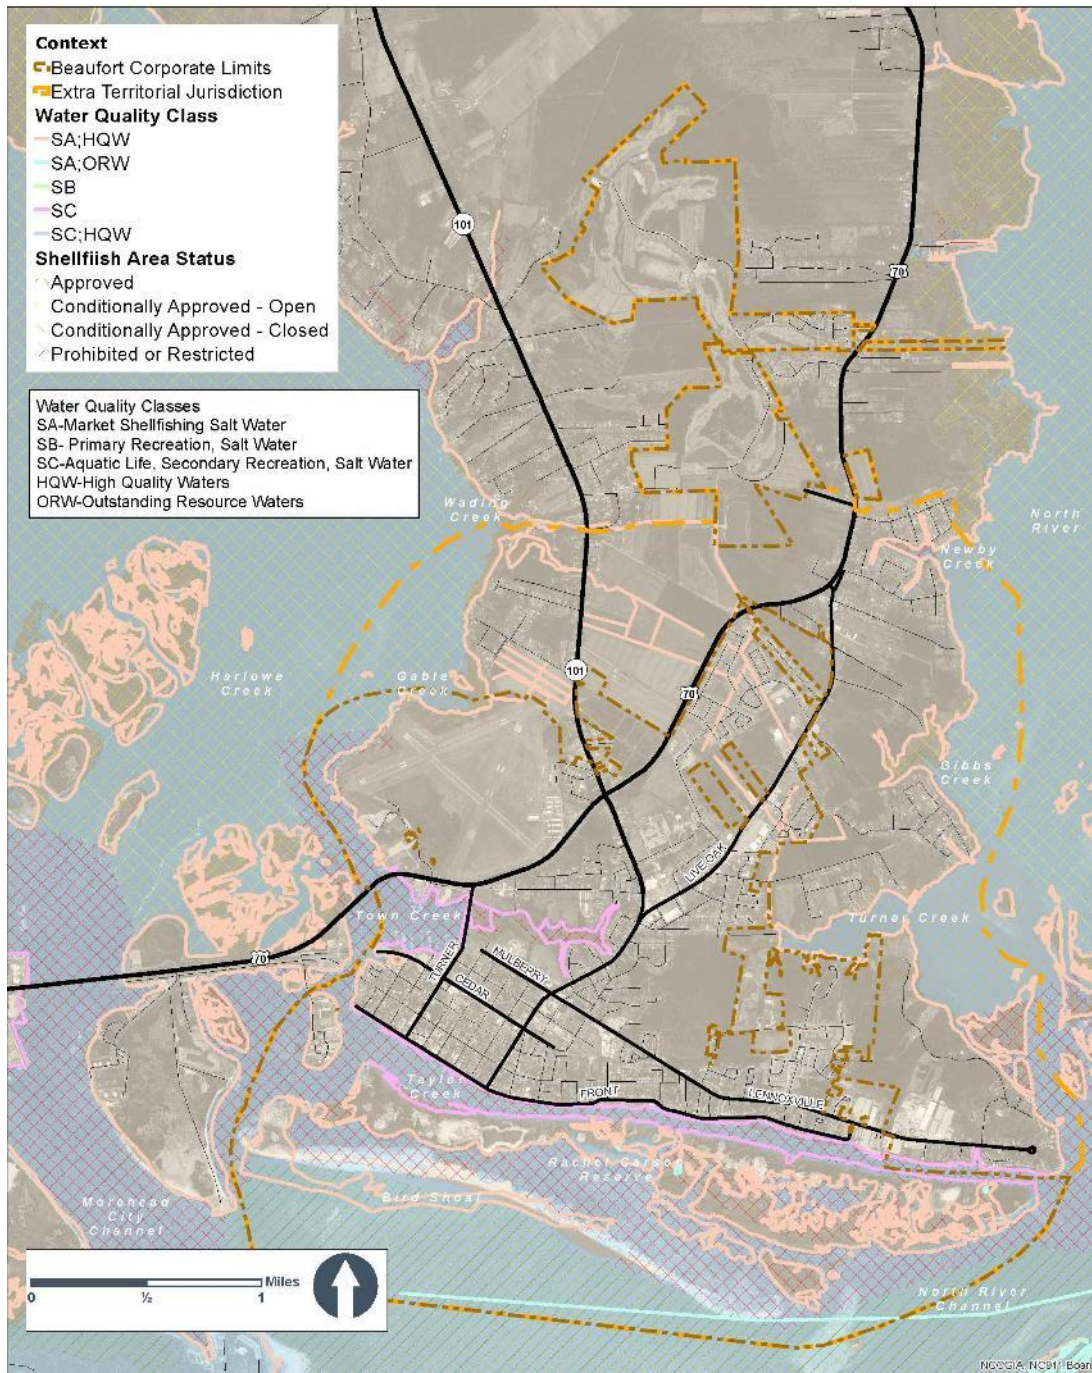 Context
Beaufort Corporate Limits
Extra Territorial Jurisdiction
Water Quality Class
SA;HQW
SA;ORW
SB
SC
SC;HQW
Shellfiish Area Status
Approved
Conditionally Approved - Open
Conditionally Approved - Closed
Prohibited or Restricted
Water Quality Classes
SA-Market Shellfishing Salt Water
SB- Primary Recreation, Salt Water
SC-Aquatic Life, Secondary Recreation, Salt Water
HQW-High Quality Waters
ORW-Outstanding Resource Waters
101
70
Wading
Creek
North
River
Newby
Creek
Harlowe
Creek
Gable
Creek
101
70
Gibbs
Creek
LIVE OAK
Town Creek
Turner Creek
70
TURNER
MULBERRY
CEDAR
Taylor
Creek
FRONT
LENNOXVILLE
Rachel Carson
Reserve
Bird Shoal
Morehead
City
Channel
North River
Channel
Miles
0
½
1
NCCGIA, NC911 Board